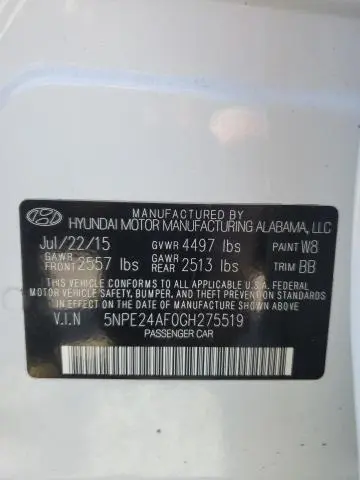 MANUFACTURED BY
HYUNDAI MOTOR MANUFACTURING ALABAMA, LLC
Jul/22/15 GVWR 4497 lbs PAINT W8
GAWR FRONT 2557 lbs GAWR REAR 2513 lbs TRIM BB
THIS VEHICLE CONFORMS TO ALL APPLICABLE U.S.A. FEDERAL
MOTOR VEHICLE SAFETY, BUMPER, AND THEFT PREVENTION
STANDARDS IN EFFECT ON THE DATE OF MANUFACTURE SHOWN ABOVE.
V.I.N 5NPE24AF0GH275519
PASSENGER CAR